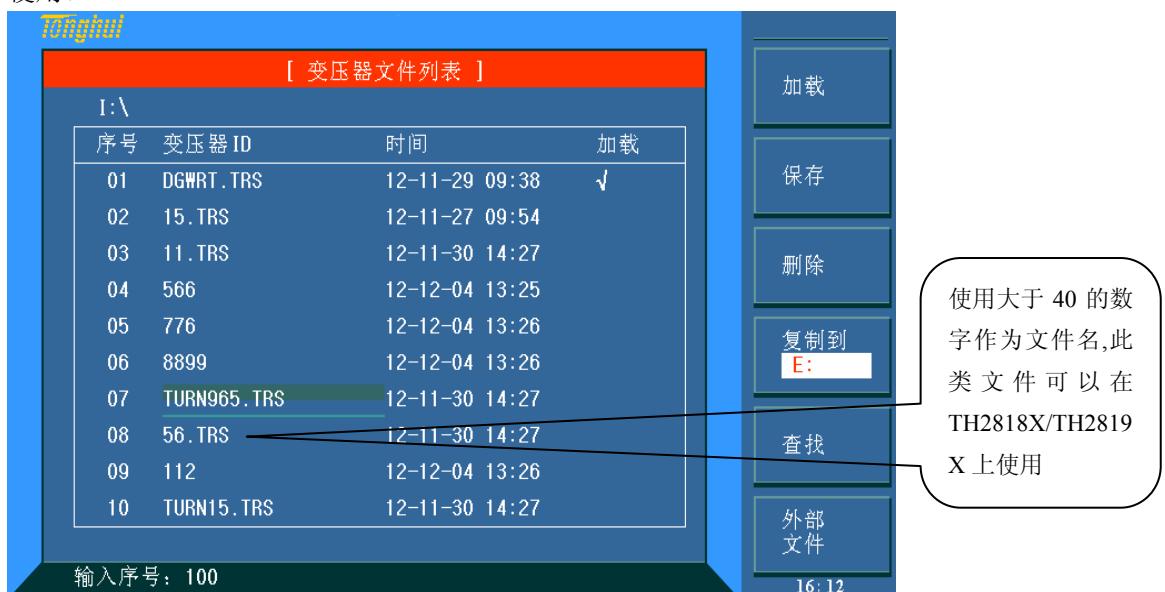 使用.
Tonghui
[ 变压器文件列表 ]
I:\
序号 变压器ID 时间 加载
01 DGWRT.TRS 12-11-29 09:38 √
02 15.TRS 12-11-27 09:54
03 11.TRS 12-11-30 14:27
04 566 12-12-04 13:25
05 776 12-12-04 13:26
06 8899 12-12-04 13:26
07 TURN965.TRS 12-11-30 14:27
08 56.TRS 12-11-30 14:27
09 112 12-12-04 13:26
10 TURN15.TRS 12-11-30 14:27
输入序号: 100
加载
保存
删除
复制到
E:
查找
外部
文件
16:12
使用大于 40 的数
字作为文件名,此
类文件可以在
TH2818X/TH2819
X 上使用